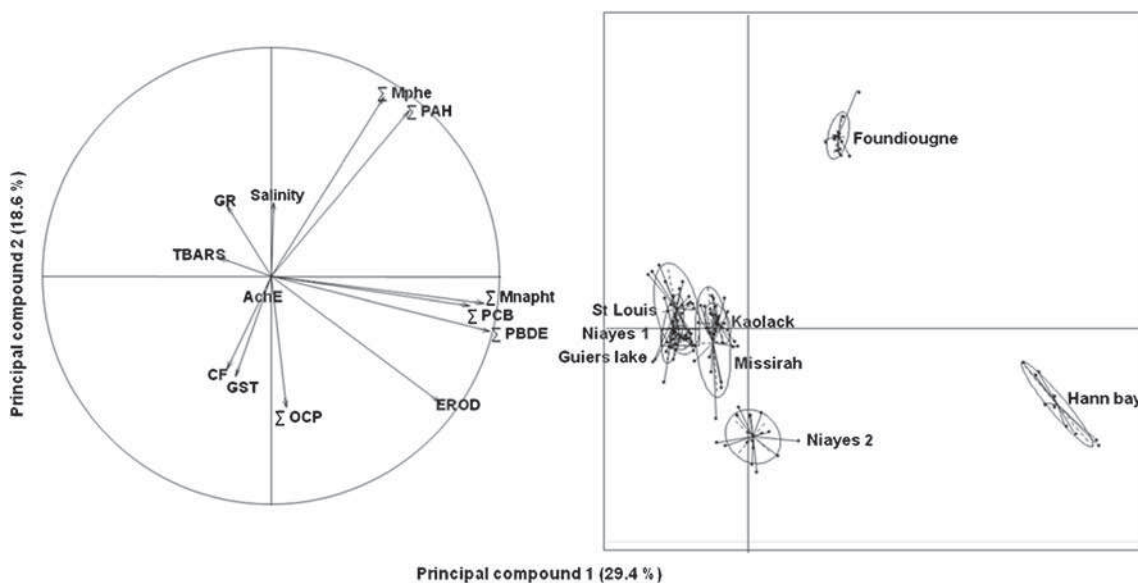 Principal compound 2 (18.6 %)
∑ Mphe
∑ PAH
GR
Salinity
TBARS
AchE
∑ Mnapht
∑ PCB
∑ PBDE
CF
GST
∑ OCP
EROD
Foundiougne
St Louis
Niayes 1
Guiers lake
Kaolack
Missirah
Hann bay
Niayes 2
Principal compound 1 (29.4 %)